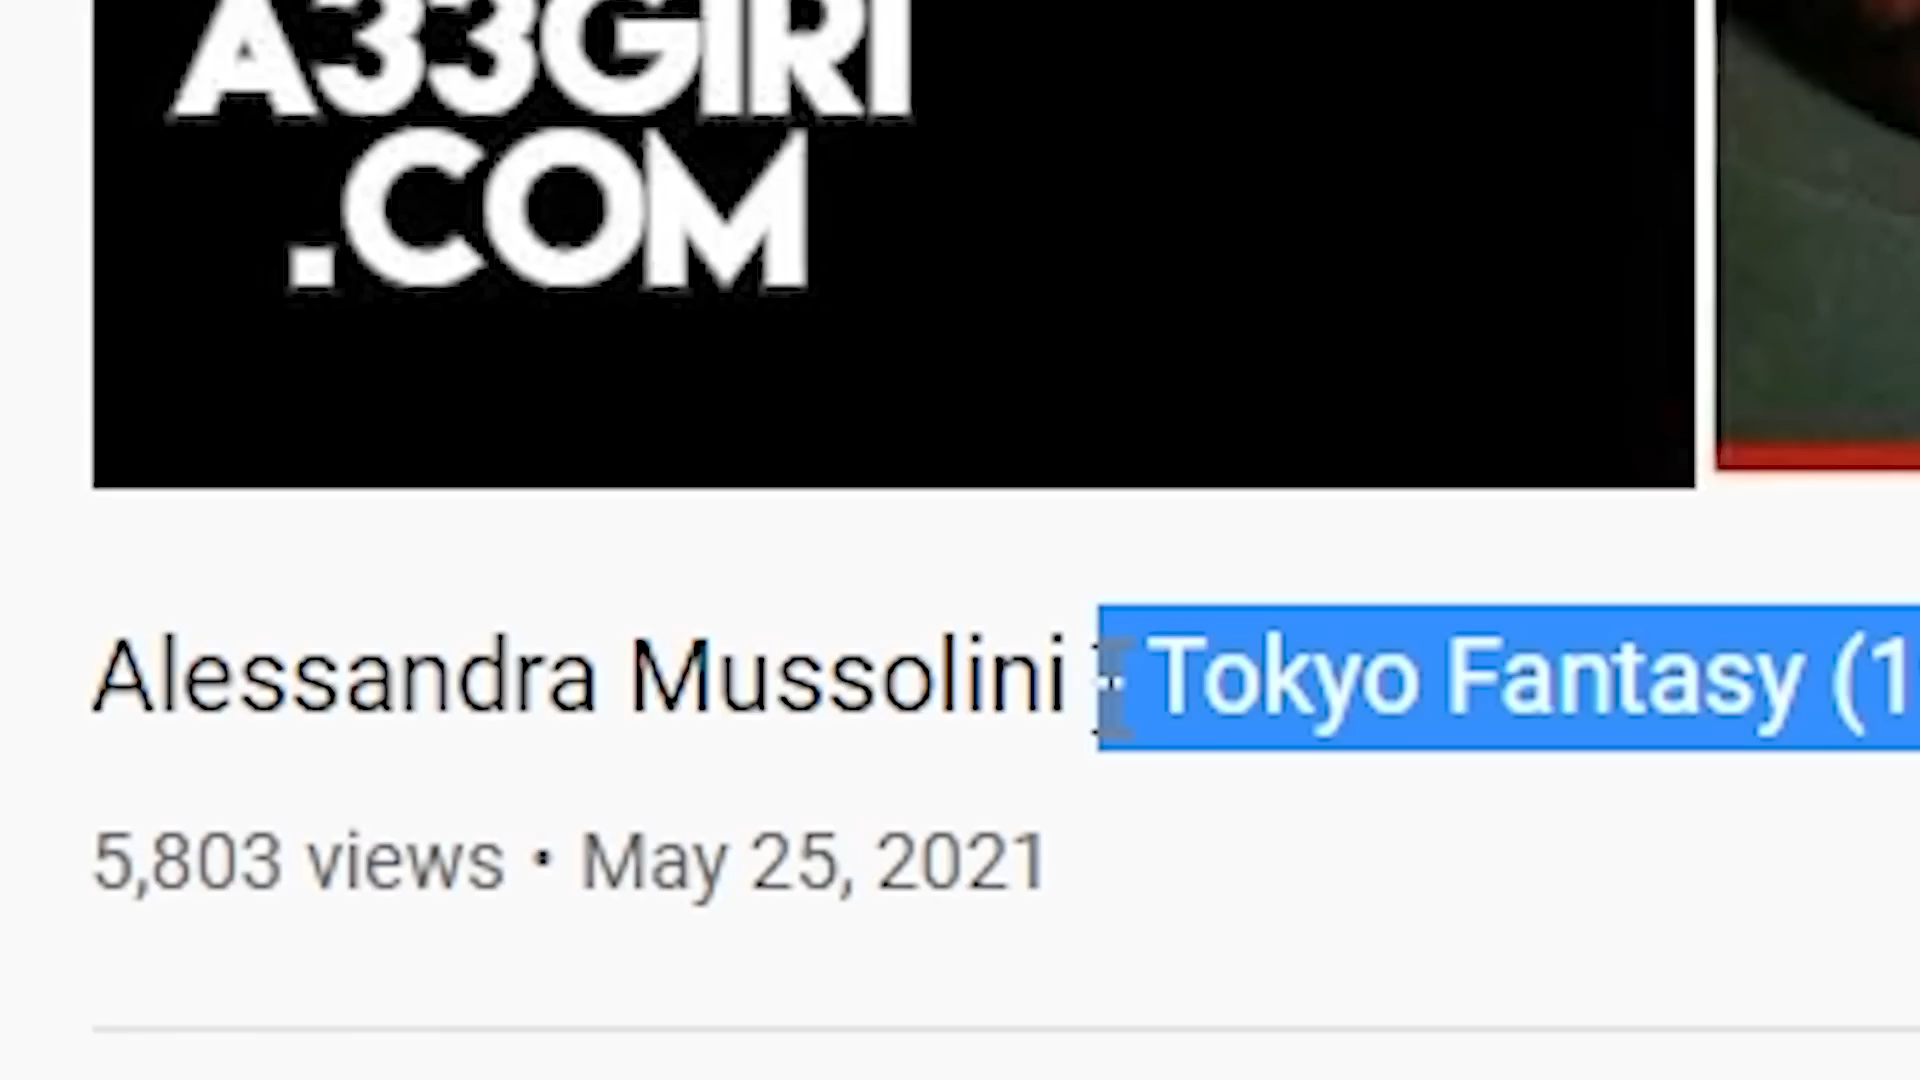 A33GIRI
.COM
Alessandra Mussolini - Tokyo Fantasy (1
5,803 views • May 25, 2021